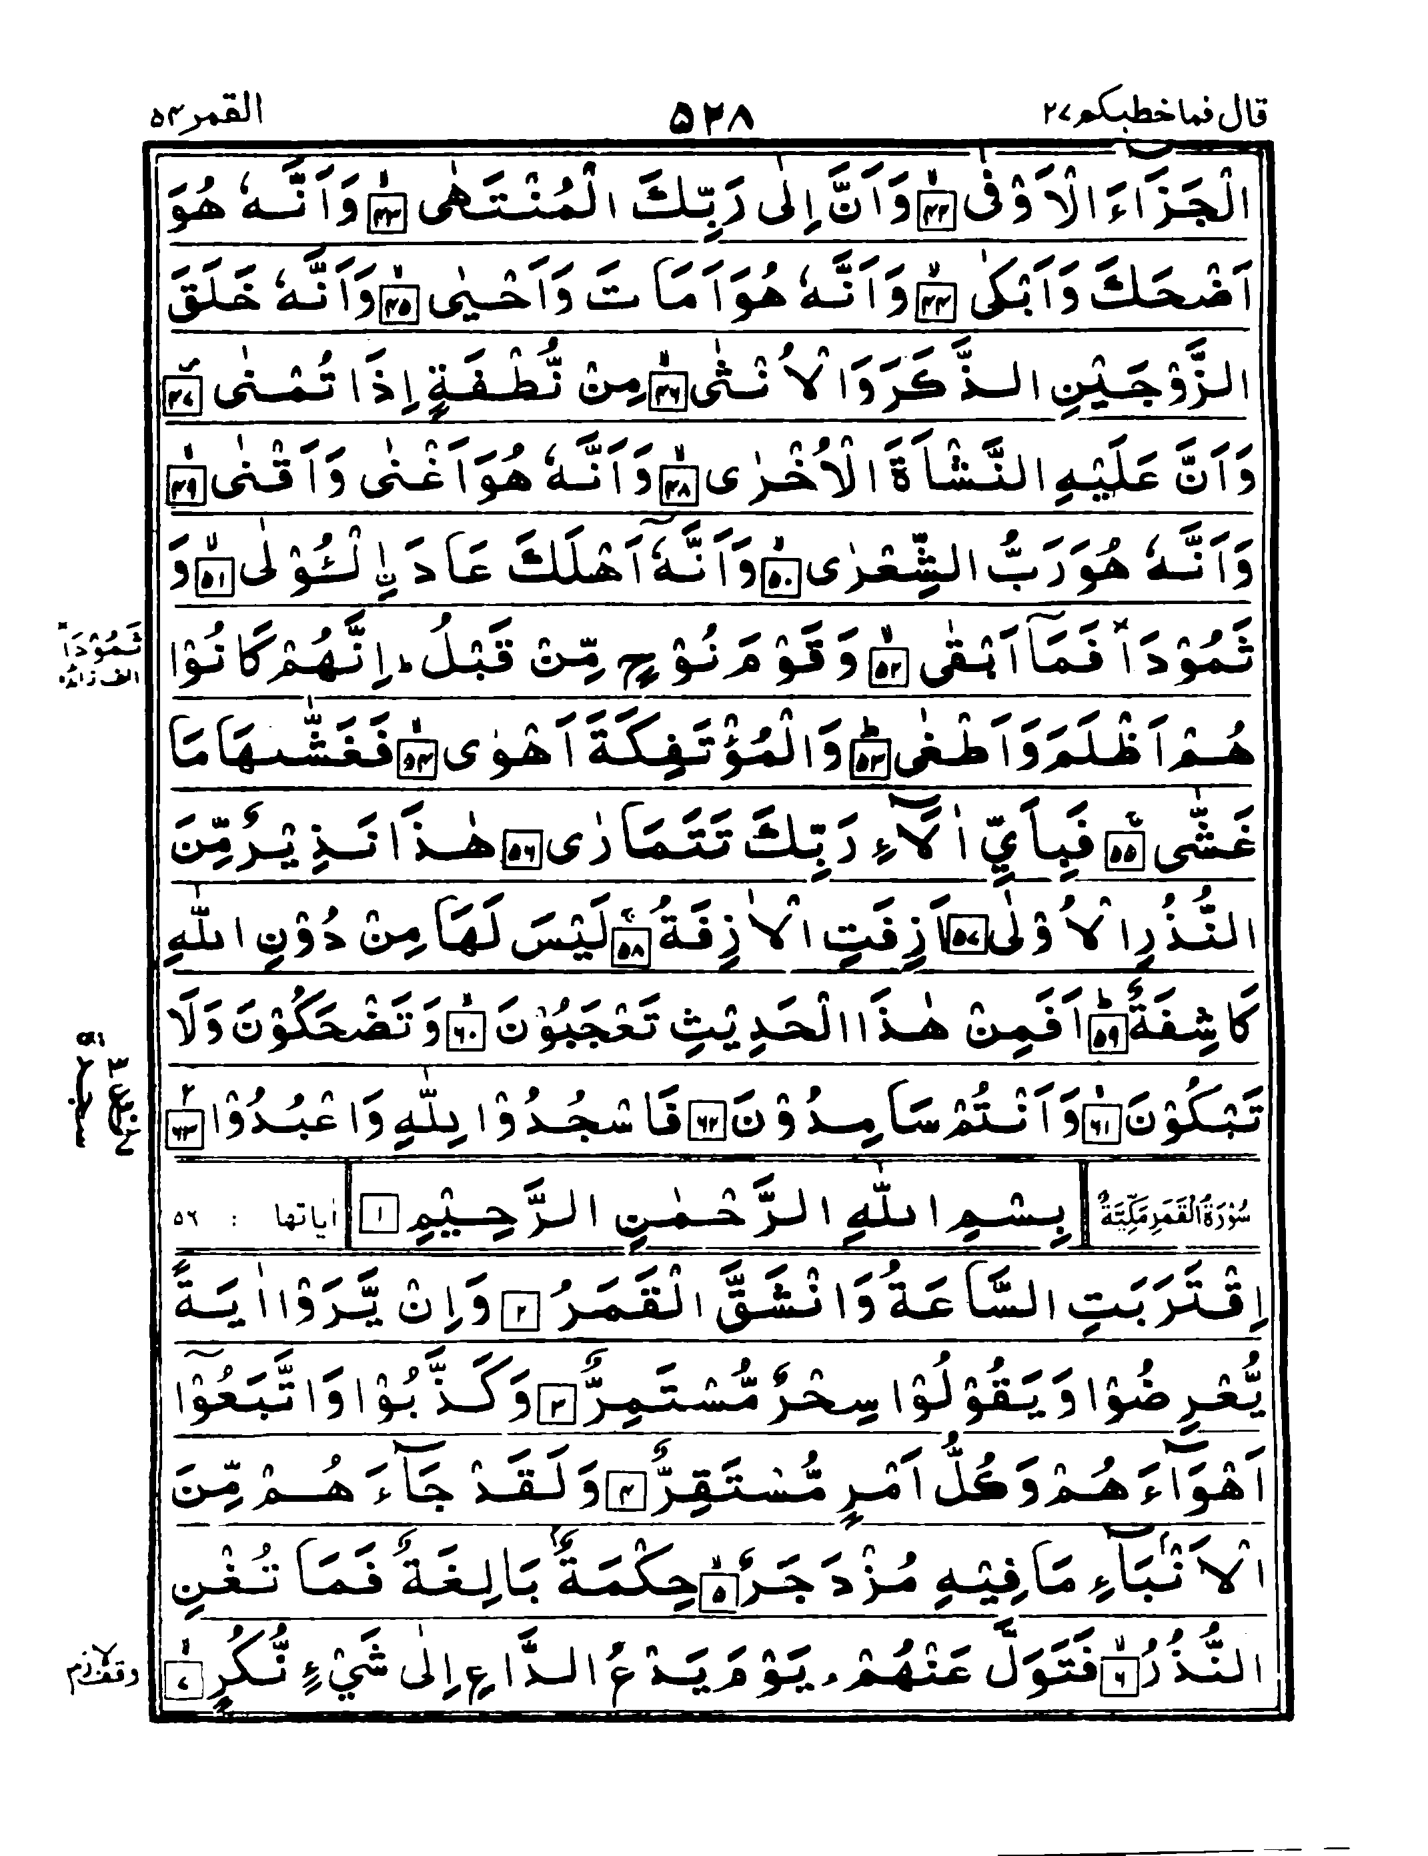 قال فما خطبكم ٢٧ ٥٢٨ القمر ٥٤
الْجَزَآءَ الْاَوْفٰى ﴿٤٢﴾ وَاَنَّ اِلٰى رَبِّكَ الْمُنْتَهٰى ﴿٤٣﴾ وَاَنَّهٗ هُوَ
اَضْحَكَ وَاَبْكٰى ﴿٤٤﴾ وَاَنَّهٗ هُوَ اَمَاتَ وَاَحْيٰى ﴿٤٥﴾ وَاَنَّهٗ خَلَقَ
الزَّوْجَيْنِ الذَّكَرَ وَالْاُنْثٰى ﴿٤٦﴾ مِنْ نُّطْفَةٍ اِذَا تُمْنٰى ﴿٤٧﴾
وَاَنَّ عَلَيْهِ النَّشْاَةَ الْاُخْرٰى ﴿٤٨﴾ وَاَنَّهٗ هُوَ اَغْنٰى وَاَقْنٰى ﴿٤٩﴾
وَاَنَّهٗ هُوَ رَبُّ الشِّعْرٰى ﴿٥٠﴾ وَاَنَّهٗٓ اَهْلَكَ عَادَاۨ الْـُٔوْلٰى ﴿٥١﴾ وَ
ثَمُوْدَا۟ فَمَآ اَبْقٰى ﴿٥٢﴾ وَقَوْمَ نُوْحٍ مِّنْ قَبْلُ ؕ اِنَّهُمْ كَانُوْا
ثَمُوْدَا۟ الف زائد
هُمْ اَظْلَمَ وَاَطْغٰى ﴿٥٣﴾ وَالْمُؤْتَفِكَةَ اَهْوٰى ﴿٥٤﴾ فَغَشّٰىهَا مَا
غَشّٰى ﴿٥٥﴾ فَبِاَيِّ اٰلَآءِ رَبِّكَ تَتَمَارٰى ﴿٥٦﴾ هٰذَا نَذِيْرٌ مِّنَ
النُّذُرِ الْاُوْلٰى ﴿٥٧﴾ اَزِفَتِ الْاٰزِفَةُ ﴿٥٨﴾ لَيْسَ لَهَا مِنْ دُوْنِ اللّٰهِ
كَاشِفَةٌ ﴿٥٩﴾ اَفَمِنْ هٰذَا الْحَدِيْثِ تَعْجَبُوْنَ ﴿٦٠﴾ وَتَضْحَكُوْنَ وَلَا
تَبْكُوْنَ ﴿٦١﴾ وَاَنْتُمْ سَامِدُوْنَ ﴿٦٢﴾ فَاسْجُدُوْا لِلّٰهِ وَاعْبُدُوْا ﴿٦٣﴾
سُوْرَةُ الْقَمَرِ مَكِّيَّةٌ بِسْمِ اللّٰهِ الرَّحْمٰنِ الرَّحِيْمِ ﴿١﴾ اٰياتها : ٥٦
اِقْتَرَبَتِ السَّاعَةُ وَانْشَقَّ الْقَمَرُ ﴿٢﴾ وَاِنْ يَّرَوْا اٰيَةً
يُّعْرِضُوْا وَيَقُوْلُوْا سِحْرٌ مُّسْتَمِرٌّ ﴿٣﴾ وَكَذَّبُوْا وَاتَّبَعُوْٓا
اَهْوَآءَهُمْ وَكُلُّ اَمْرٍ مُّسْتَقِرٌّ ﴿٤﴾ وَلَقَدْ جَآءَهُمْ مِّنَ
الْاَنْۢبَآءِ مَا فِيْهِ مُزْدَجَرٌ ﴿٥﴾ حِكْمَةٌۢ بَالِغَةٌ فَمَا تُغْنِ
النُّذُرُ ﴿٦﴾ فَتَوَلَّ عَنْهُمْ ۘ يَوْمَ يَدْعُ الدَّاعِ اِلٰى شَيْءٍ نُّكُرٍ ﴿٧﴾
وقف لازم